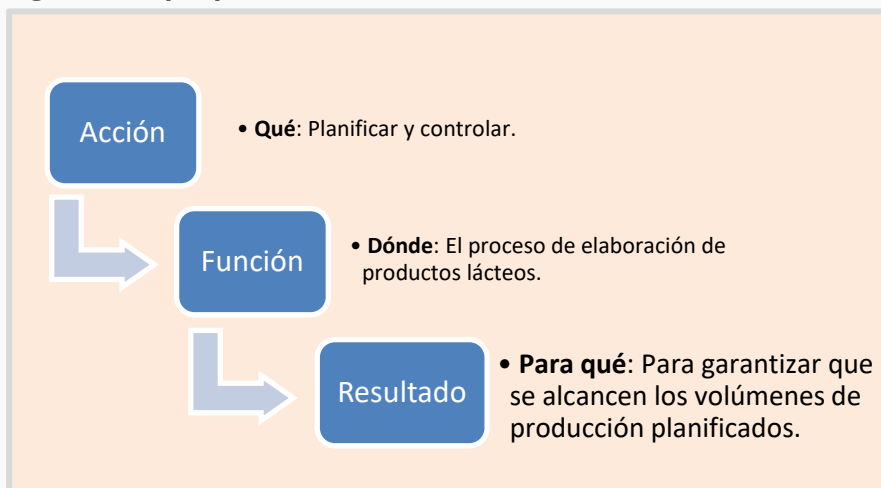 Acción
• Qué: Planificar y controlar.
Función
• Dónde: El proceso de elaboración de
productos lácteos.
Resultado
• Para qué: Para garantizar que
se alcancen los volúmenes de
producción planificados.